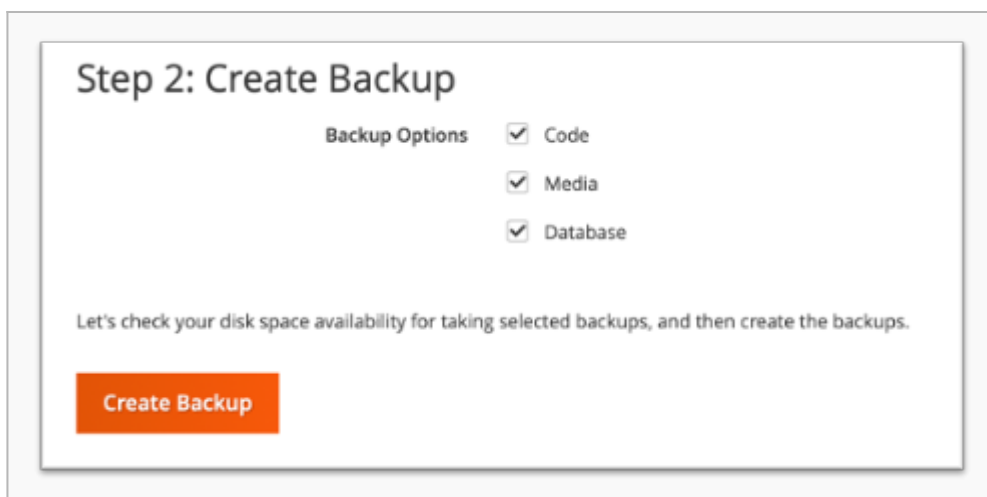 Step 2: Create Backup
Backup Options Code
Media
Database
Let's check your disk space availability for taking selected backups, and then create the backups.
Create Backup